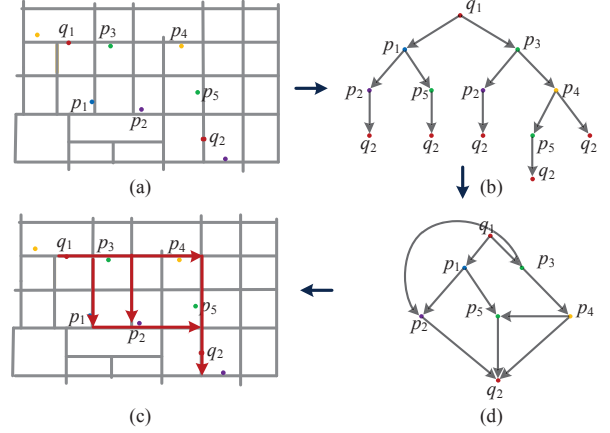 q1 p3 p4
p1 p2 p5
q2
(a)
q1
p1 p3
p2 p5 p2 p4
q2 q2 q2 p5 q2
q2
(b)
q1 p3 p4
p1 p2 p5
q2
(c)
q1
p1 p3
p2 p5 p4
q2
(d)